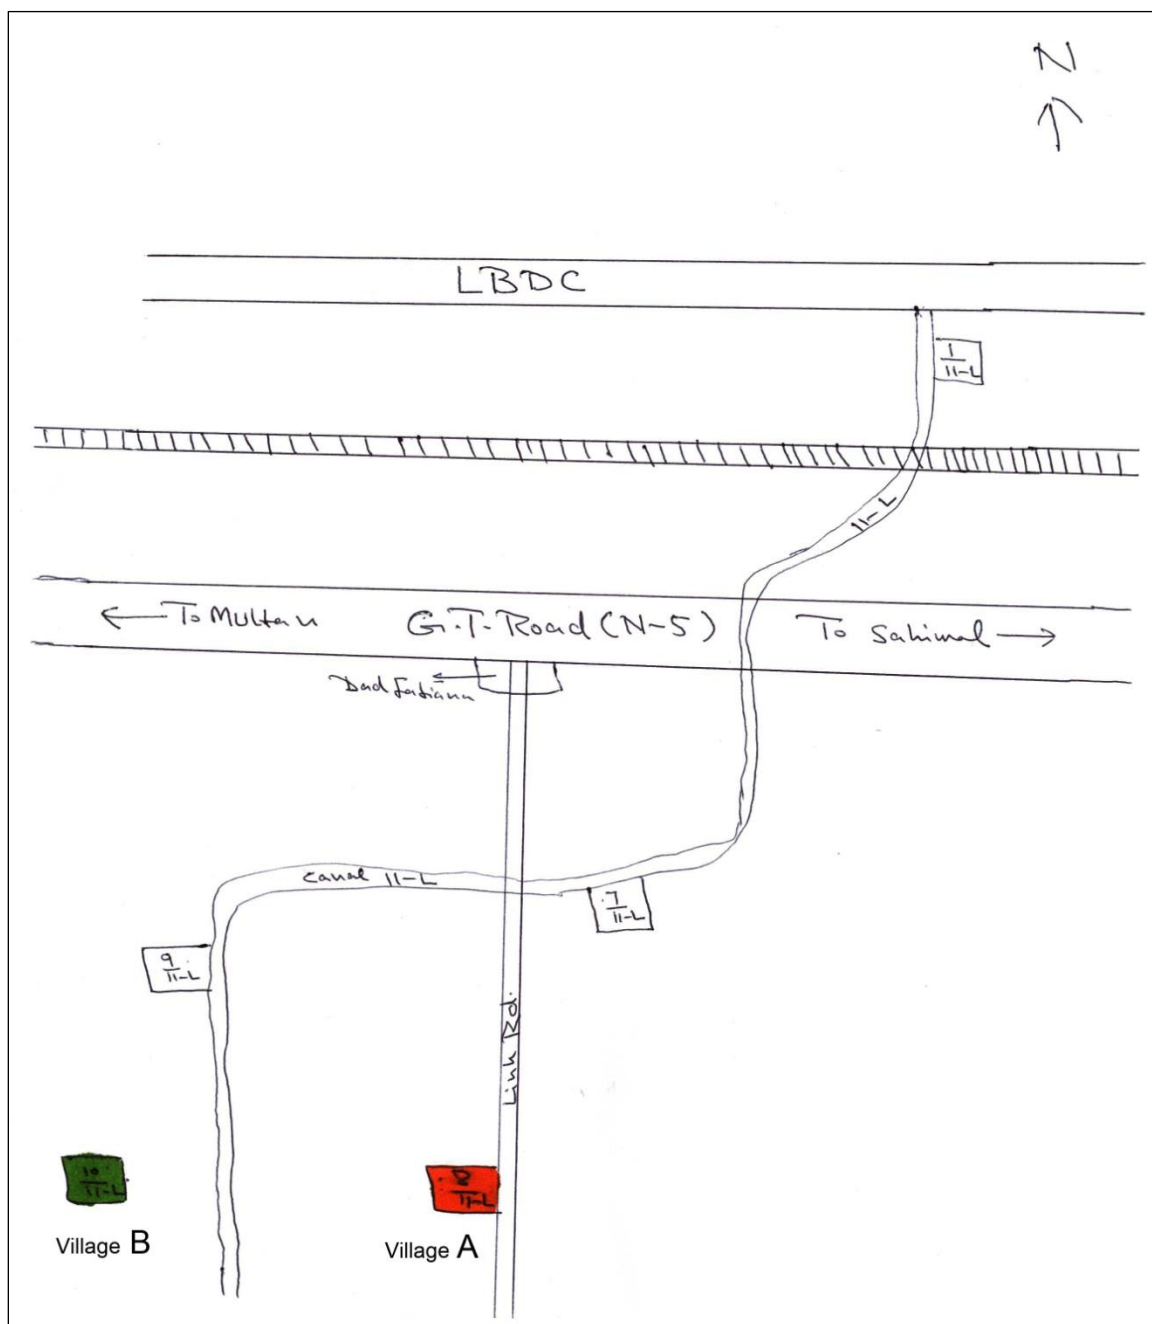 N
LBDC
1
11-L
11-L
To Multan
G.T. Road (N-5)
To Sahiwal
Dad
Canal 11-L
7
11-L
9
11-L
Link Rd.
10
11-L
8
11-L
Village B
Village A